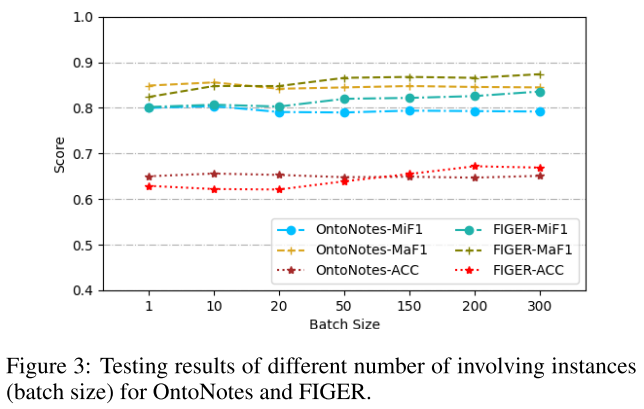 1.0
0.9
0.8
0.7
0.6
0.5
0.4
Score
OntoNotes-MiF1
OntoNotes-MaF1
OntoNotes-ACC
FIGER-MiF1
FIGER-MaF1
FIGER-ACC
1 10 20 50 150 200 300
Batch Size
Figure 3: Testing results of different number of involving instances
(batch size) for OntoNotes and FIGER.